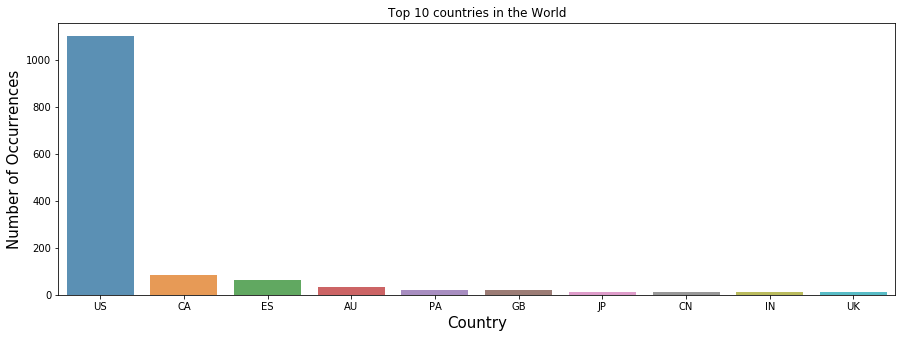 Top 10 countries in the World
Number of Occurrences
1000
800
600
400
200
0
US CA ES AU PA GB JP CN IN UK
Country